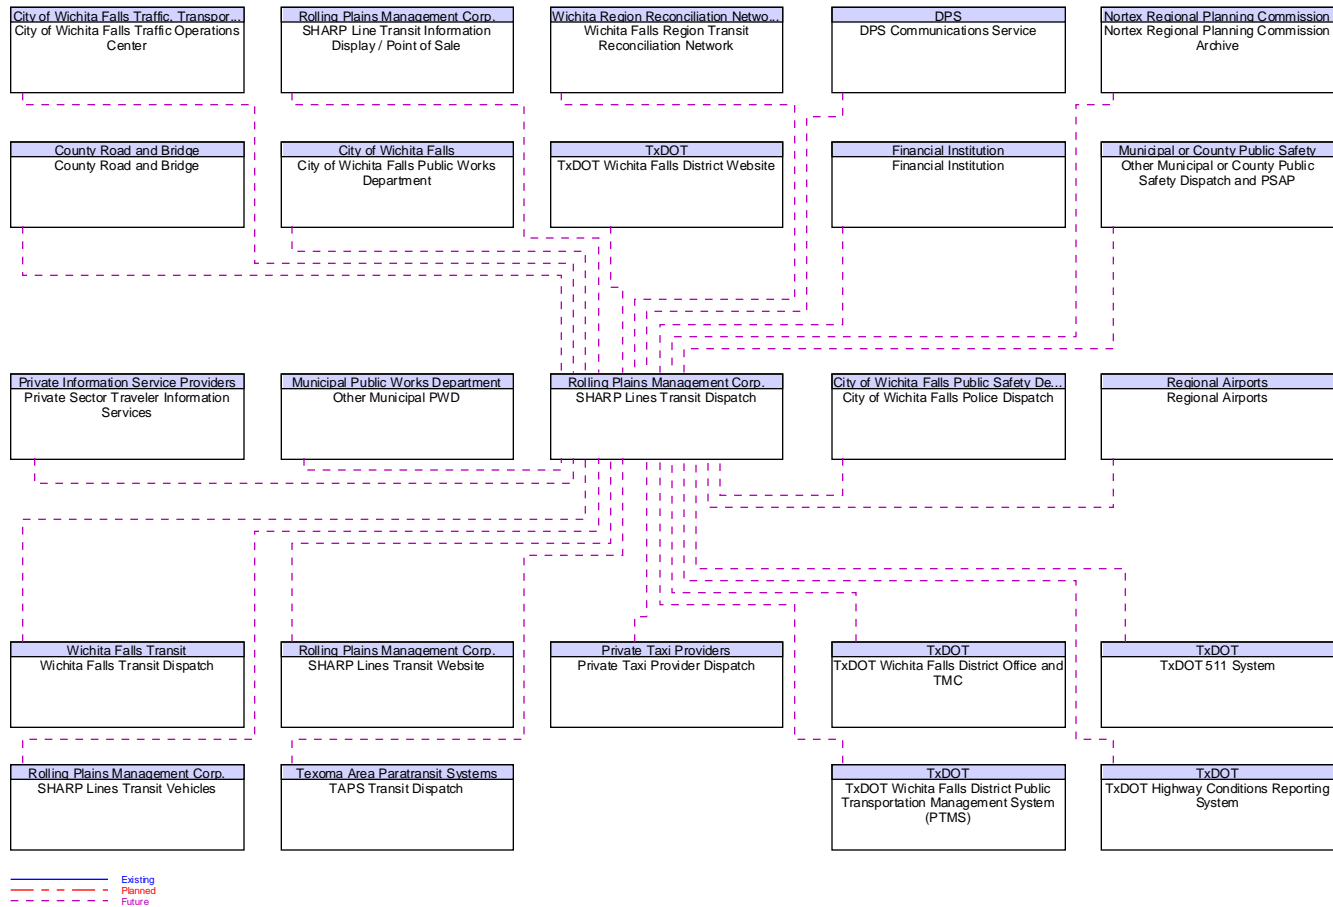 City of Wichita Falls Traffic, Transpor...
City of Wichita Falls Traffic Operations
Center
Rolling Plains Management Corp.
SHARP Line Transit Information
Display / Point of Sale
Wichita Region Reconciliation Netwo...
Wichita Falls Region Transit
Reconciliation Network
DPS
DPS Communications Service
Nortex Regional Planning Commission
Nortex Regional Planning Commission
Archive
County Road and Bridge
County Road and Bridge
City of Wichita Falls
City of Wichita Falls Public Works
Department
TxDOT
TxDOT Wichita Falls District Website
Financial Institution
Financial Institution
Municipal or County Public Safety
Other Municipal or County Public
Safety Dispatch and PSAP
Private Information Service Providers
Private Sector Traveler Information
Services
Municipal Public Works Department
Other Municipal PWD
Rolling Plains Management Corp.
SHARP Lines Transit Dispatch
City of Wichita Falls Public Safety De...
City of Wichita Falls Police Dispatch
Regional Airports
Regional Airports
Wichita Falls Transit
Wichita Falls Transit Dispatch
Rolling Plains Management Corp.
SHARP Lines Transit Website
Private Taxi Providers
Private Taxi Provider Dispatch
TxDOT
TxDOT Wichita Falls District Office and
TMC
TxDOT
TxDOT 511 System
Rolling Plains Management Corp.
SHARP Lines Transit Vehicles
Texoma Area Paratransit Systems
TAPS Transit Dispatch
TxDOT
TxDOT Wichita Falls District Public
Transportation Management System
(PTMS)
TxDOT
TxDOT Highway Conditions Reporting
System
Existing
Planned
Future